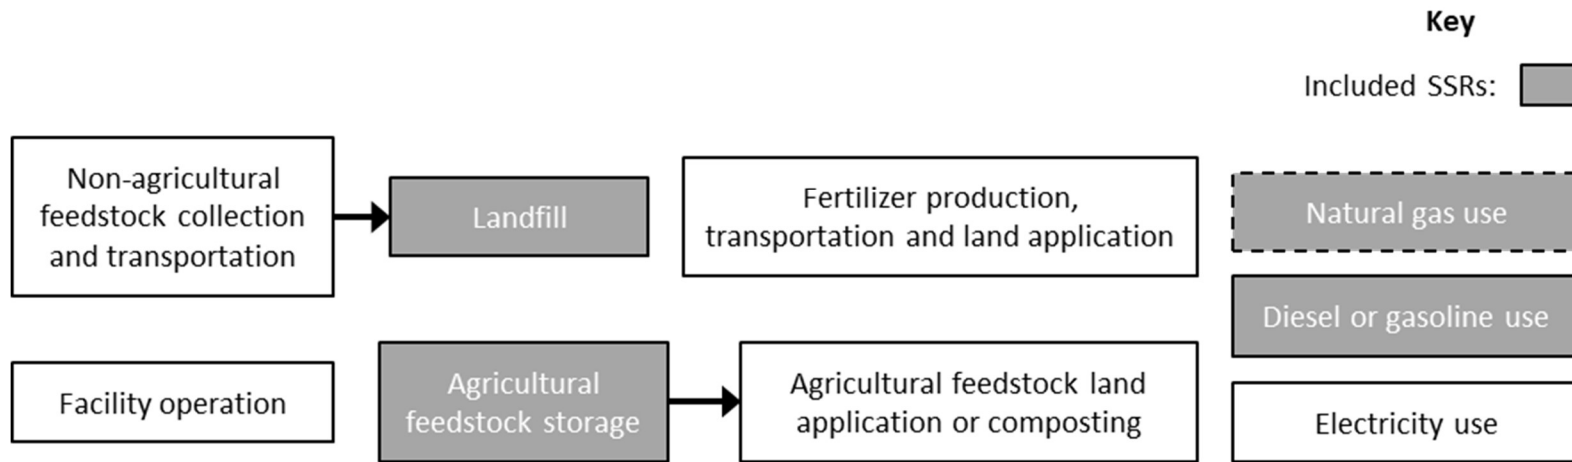 Key
Included SSRs:
Non-agricultural
feedstock collection
and transportation
Landfill
Fertilizer production,
transportation and land application
Natural gas use
Diesel or gasoline use
Facility operation
Agricultural
feedstock storage
Agricultural feedstock land
application or composting
Electricity use